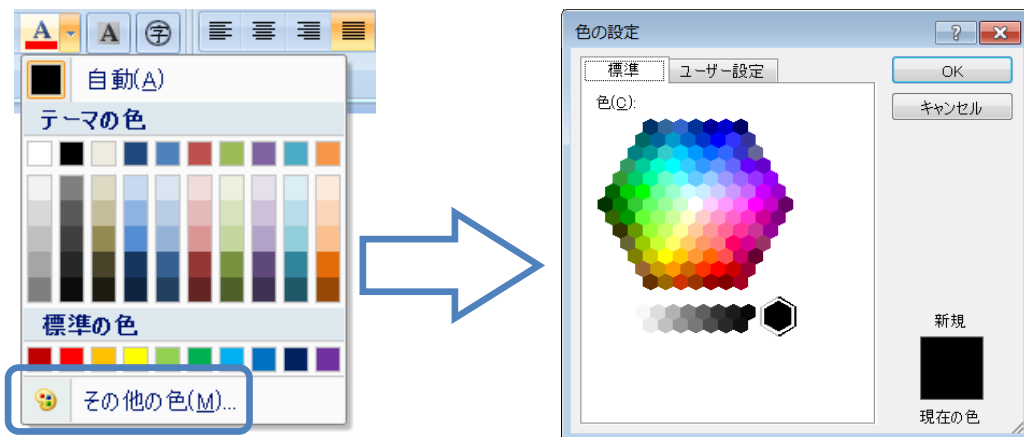 A
A
字
自動(A)
テーマの色
標準の色
その他の色(M)...
色の設定
?
標準
ユーザー設定
色(C):
OK
キャンセル
新規
現在の色